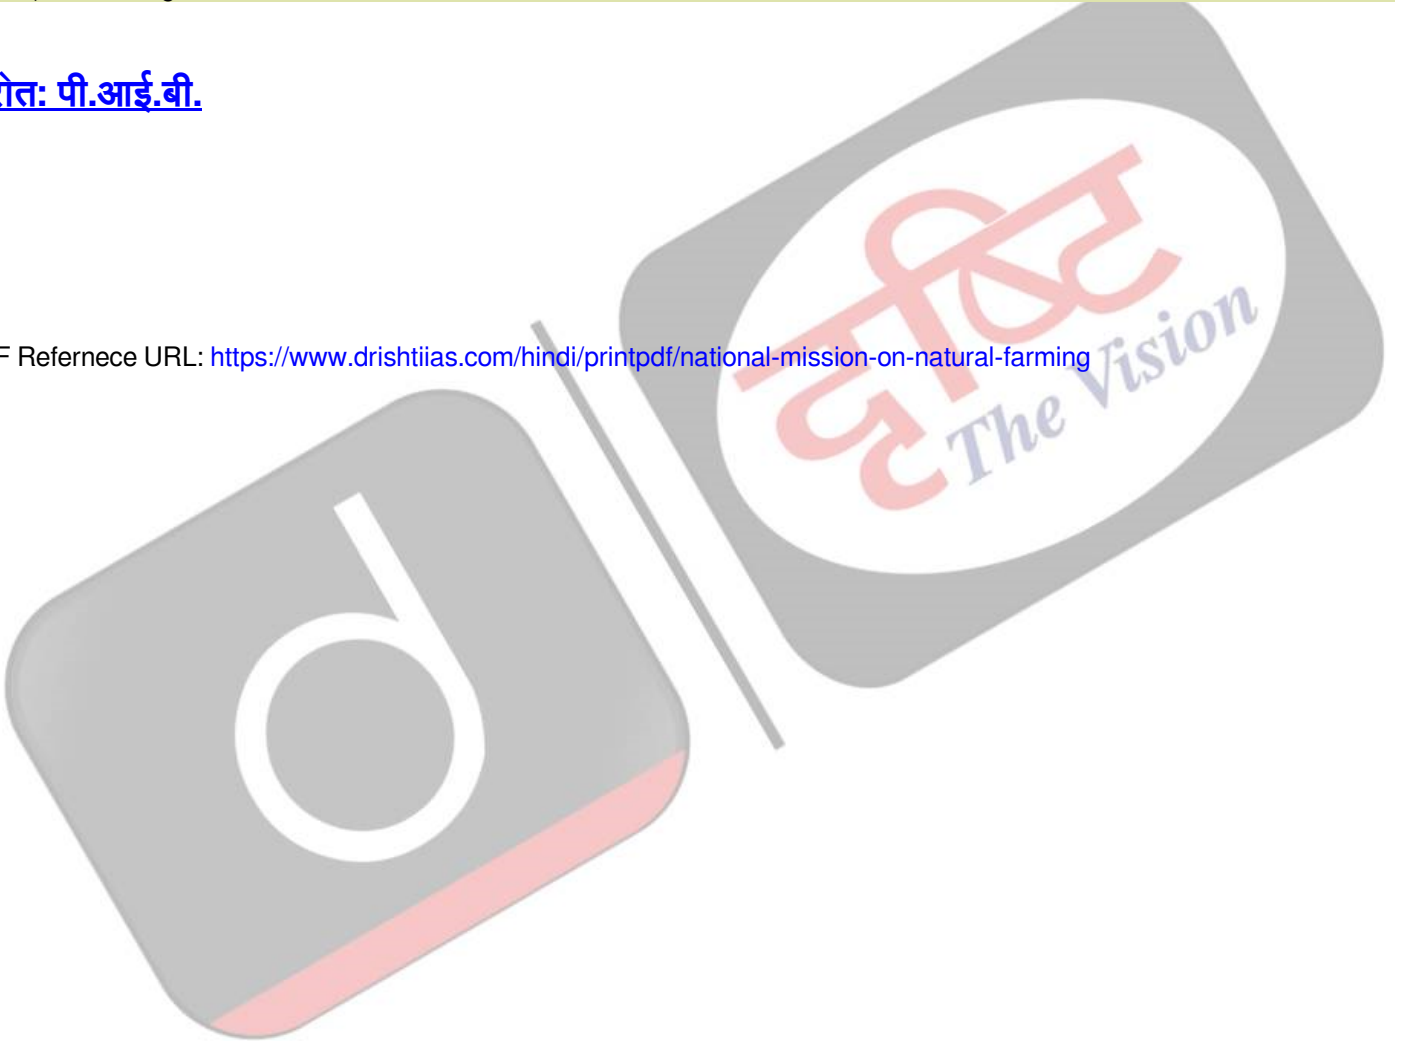 रोत: पी.आई.बी.
दृष्टि
The Vision
F Refernece URL: https://www.drishtiias.com/hindi/printpdf/national-mission-on-natural-farming
d